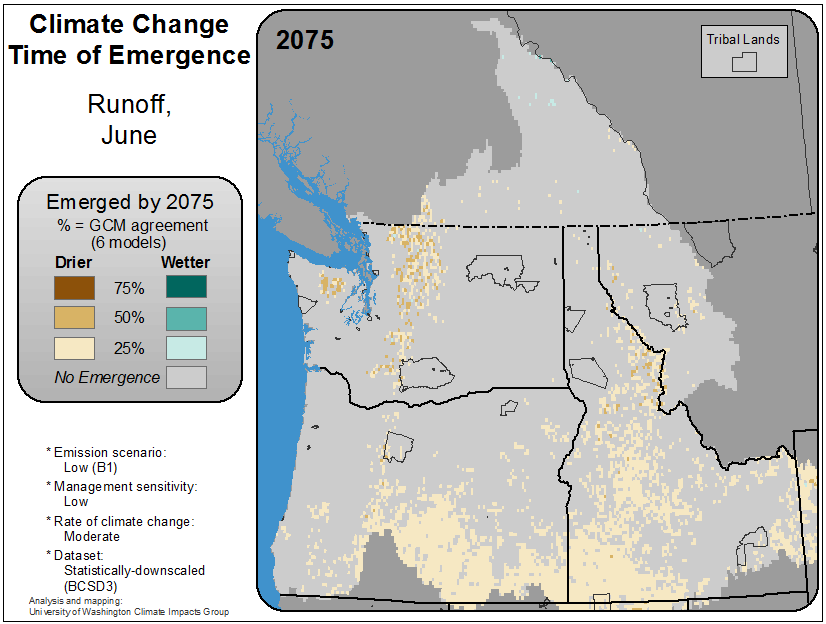 Climate Change
Time of Emergence
Runoff,
June
2075
Tribal Lands
Emerged by 2075
% = GCM agreement
(6 models)
Drier Wetter
75%
50%
25%
No Emergence
* Emission scenario:
Low (B1)
* Management sensitivity:
Low
* Rate of climate change:
Moderate
* Dataset:
Statistically-downscaled
(BCSD3)
Analysis and mapping:
University of Washington Climate Impacts Group